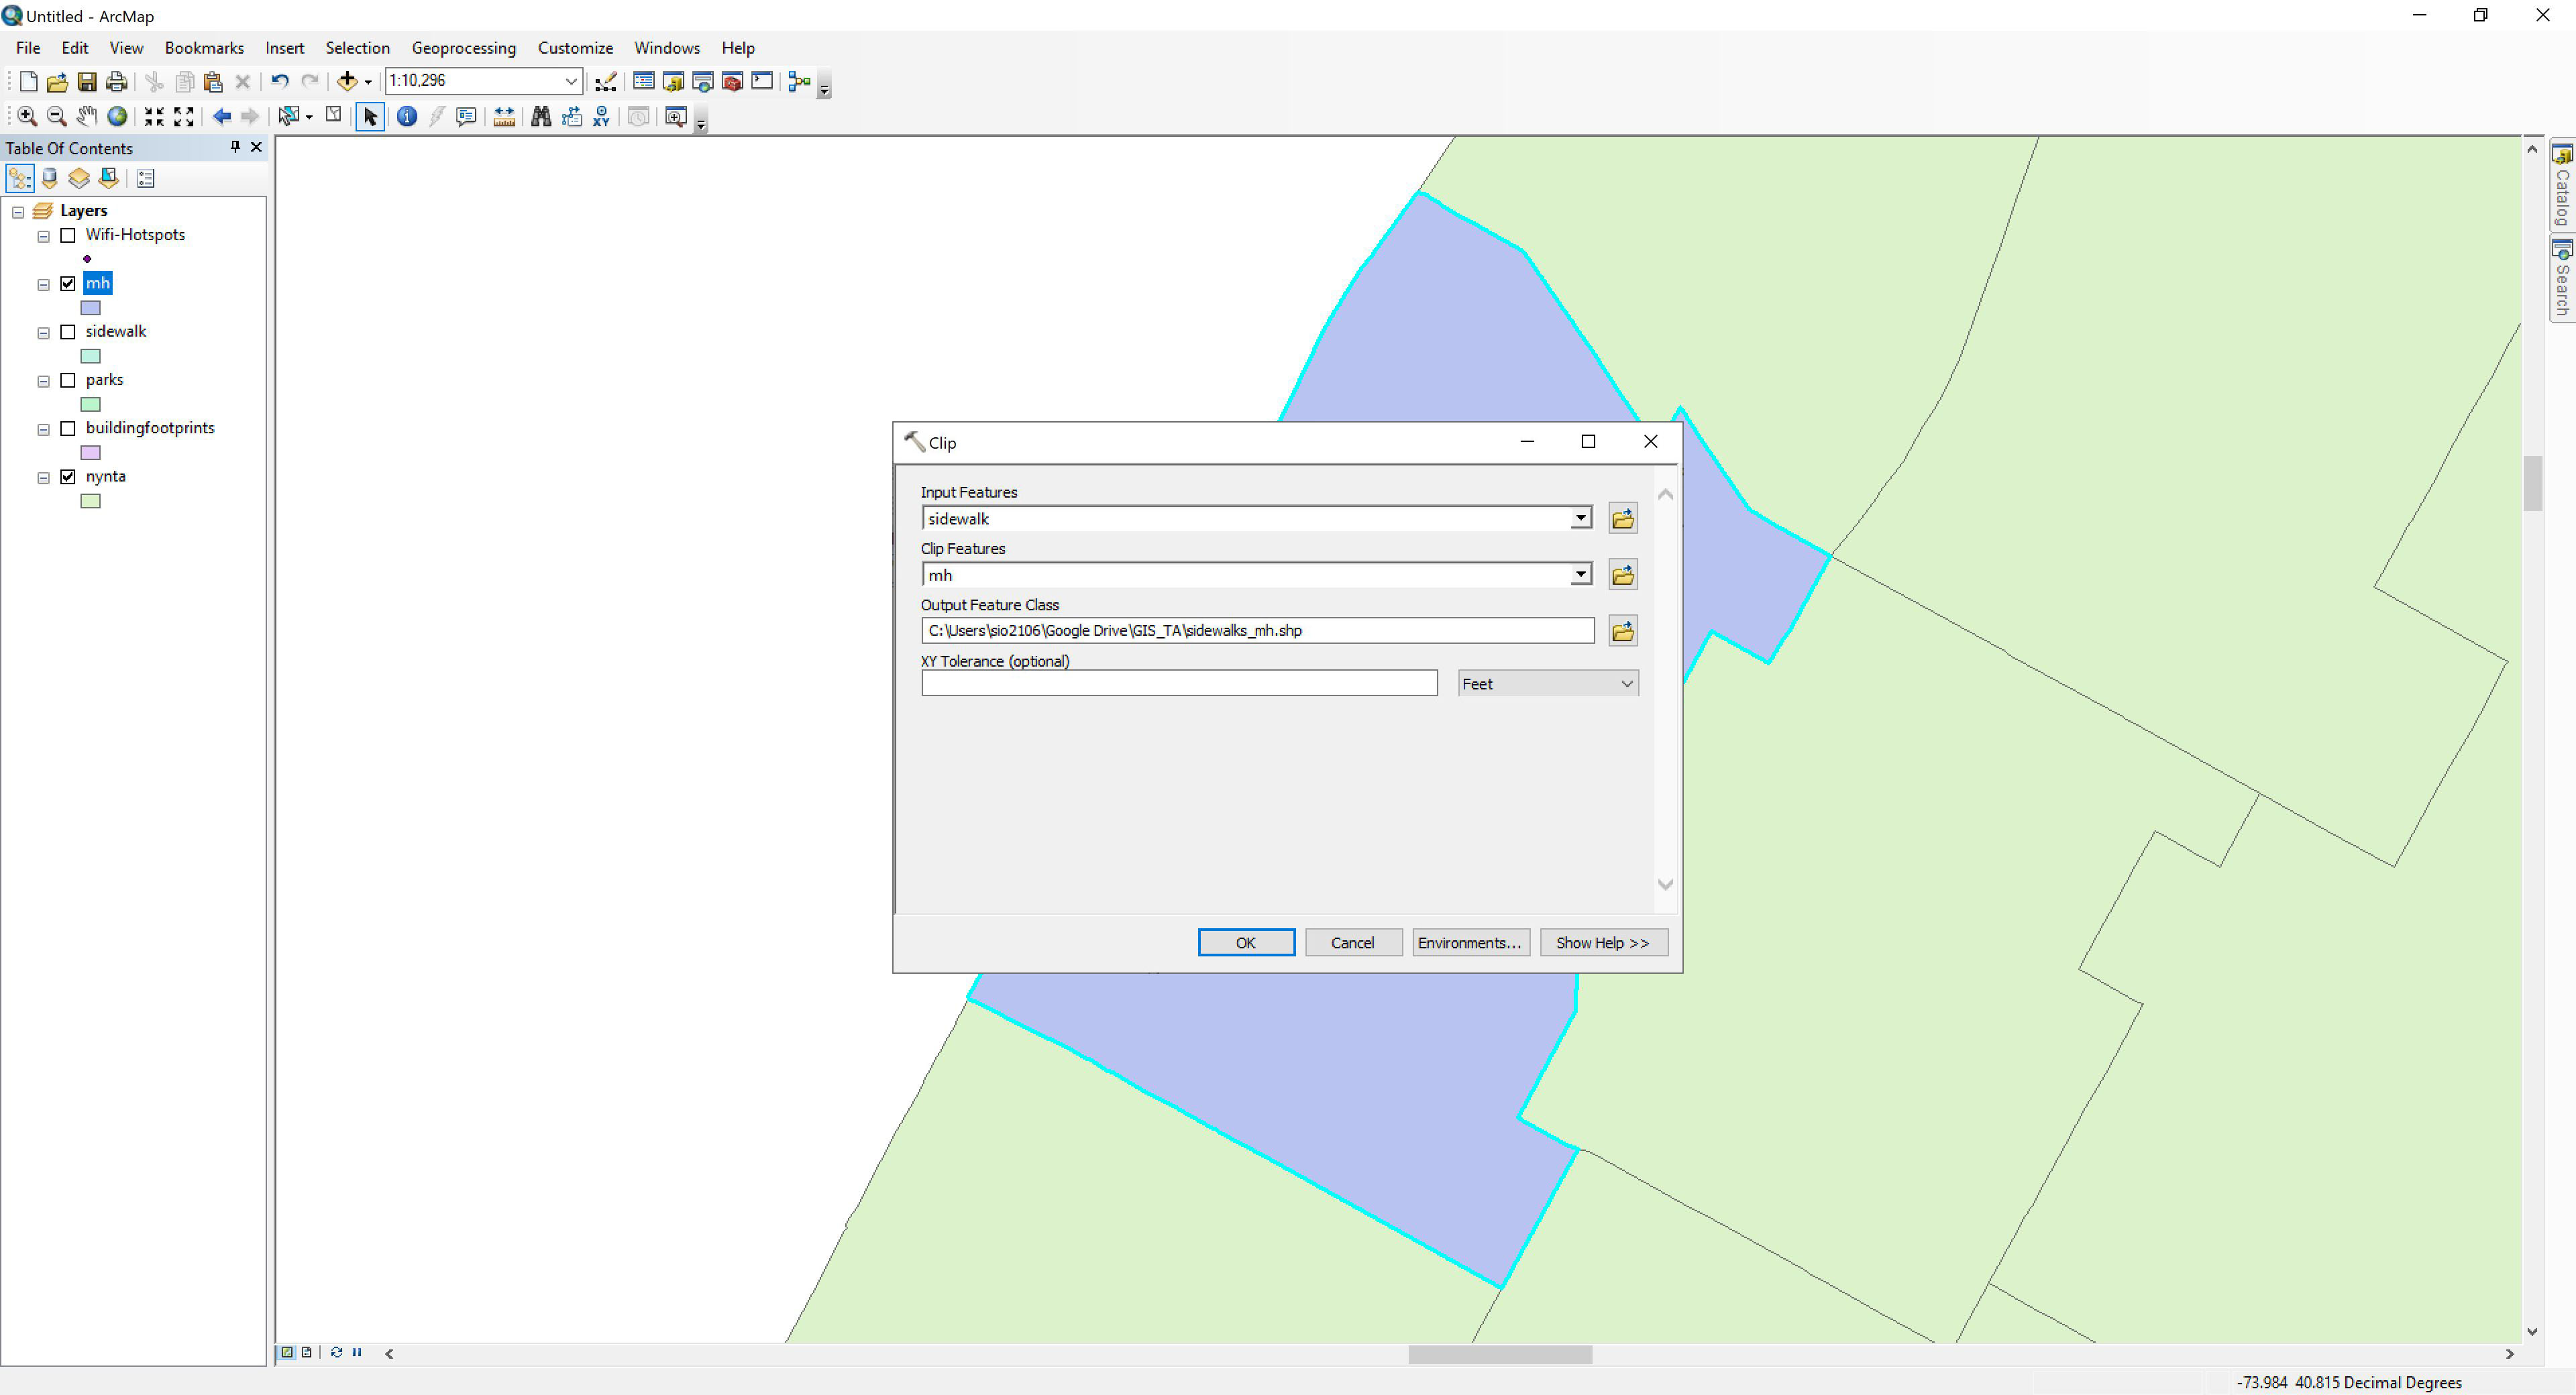 Untitled - ArcMap
File Edit View Bookmarks Insert Selection Geoprocessing Customize Windows Help
1:10,296
XY
Table Of Contents
Layers
Wifi-Hotspots
mh
sidewalk
parks
buildingfootprints
nynta
Clip
Input Features
sidewalk
Clip Features
mh
Output Feature Class
C:\Users\sio2106\Google Drive\GIS_TA\sidewalks_mh.shp
XY Tolerance (optional)
Feet
OK Cancel Environments... Show Help >>
Catalog
Search
-73.984 40.815 Decimal Degrees